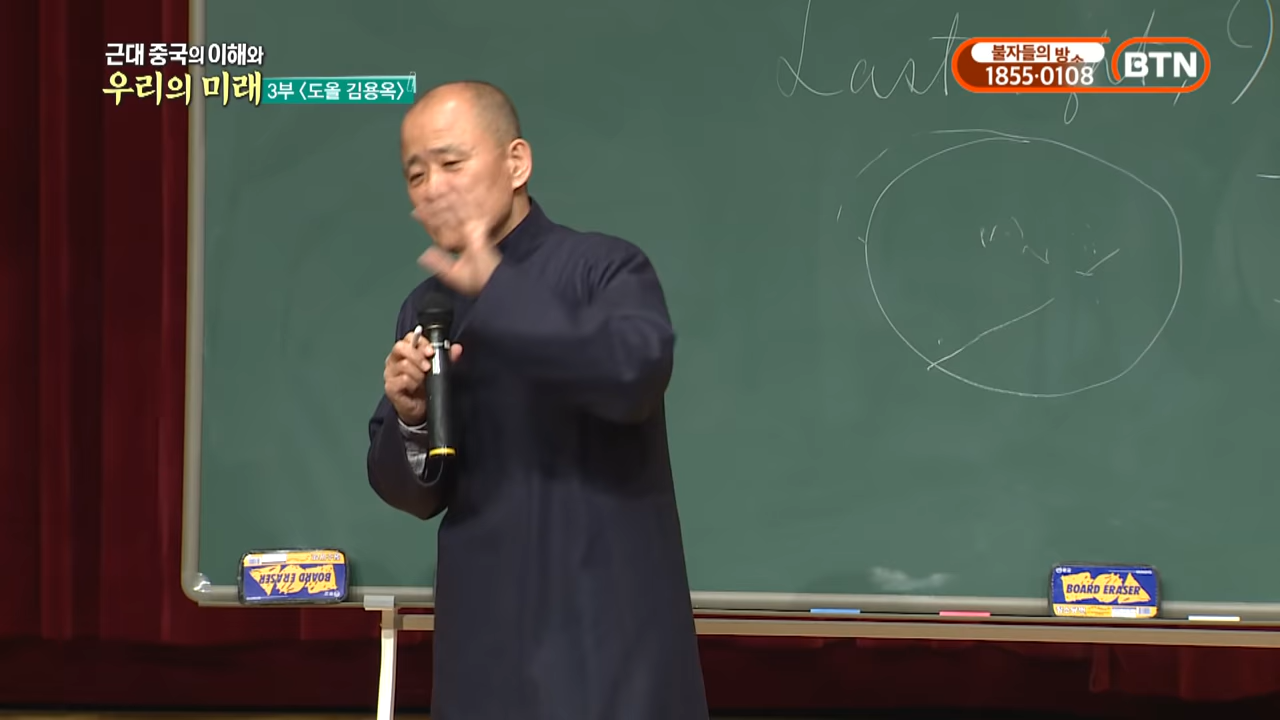 근대 중국의 이해와
우리의 미래 3부 <도올 김용옥>
불자들의 방
1855·0108
BTN
Last
BOARD ERASER
BOARD ERASER